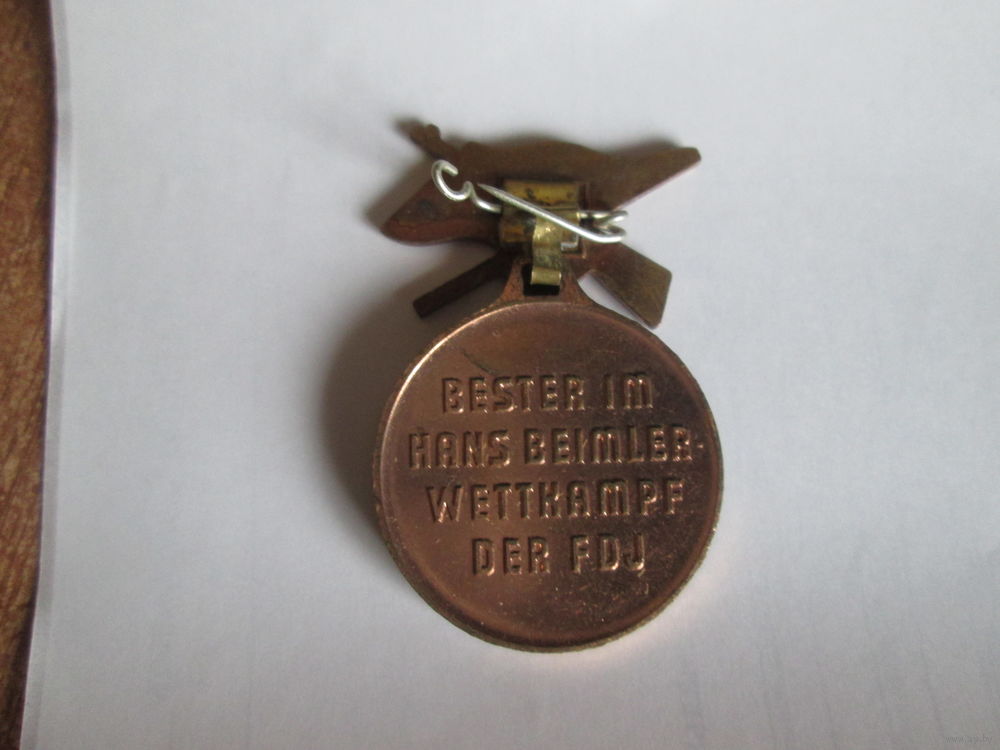 BESTER IM
HANS BEIMLER-
WETTKAMPF
DER FDJ